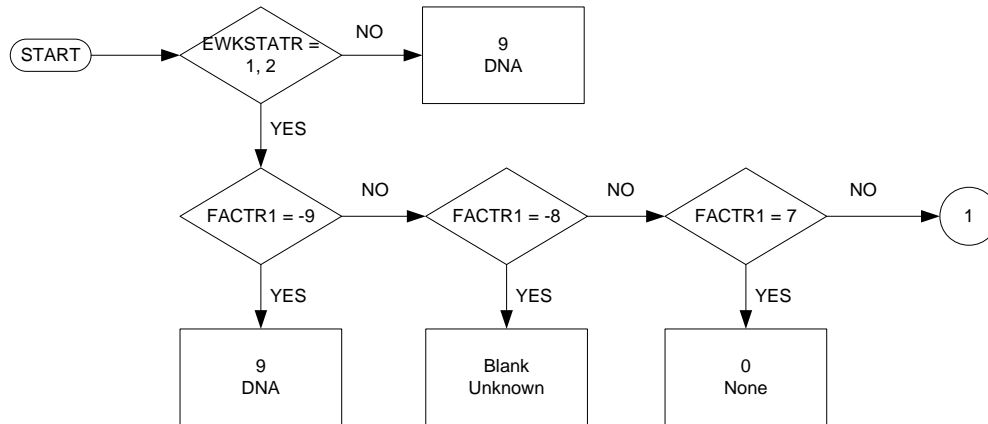 START
EWKSTATR =
1, 2
NO
9
DNA
YES
FACTR1 = -9
NO
FACTR1 = -8
NO
FACTR1 = 7
NO
1
YES
YES
YES
9
DNA
Blank
Unknown
0
None